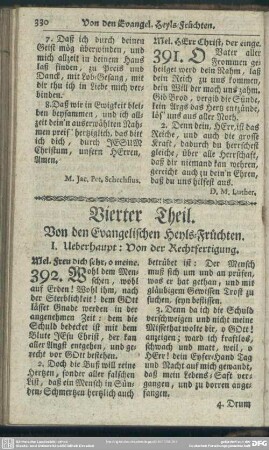 330 Von den Evangel. Heyls-Früchten.
7. Daß ich durch deinen
Geist mög überwinden, und
mich allzeit in deinem Haus
laß finden, zu Preis und
Danck, mit Lob-Gesang, mit
dir thu ich in Liebe mich ver-
binden.
8. Daß wir in Ewigkeit bleiben
beysammen, und ich all-
zeit dein'n auserwählten Nah-
men preis' hertziglich, das bitt
ich dich, durch JESUM
Christum, unsern HErren,
Amen.
M. Jac. Pet. Schechsius.
Mel. HErr Christ, der einge.
391. O Vater aller
Frommen ge-
heilget werd dein Nahm, laß
dein Reich zu uns kommen,
dein Will der mach uns zahm.
Gib Brod, vergib die Sünde,
kein Args das Hertz entzünde,
lös' uns aus aller Noth.
2. Denn dein, HErr, ist das
Reiche, und auch die grosse
Krafft, dadurch du herrschest
gleiche, über alle Herrschafft,
daß dir niemand kan wehren,
gereicht auch zu dein'n Ehren,
daß du uns hilfest aus.
D. M. Luther.
Vierter Theil.
Von den Evangelischen Heyls-Früchten.
I. Ueberhaupt: Von der Rechtfertigung.
Mel. Freu dich sehr, o meine.
392. Wohl dem Men-
schen, wohl
auf Erden! Wohl ihm, nach
der Sterblichkeit! dem GOtt
lässet Gnade werden in der
angenehmen Zeit: dem die
Schuld bedecket ist mit dem
Blute JEsu Christ, der kan
aller Angst entgehen, und ge-
recht vor GOtt bestehen.
2. Doch die Buß will reine
Hertzen, sonder aller falschen
List, daß ein Mensch in Sün-
den-Schmertzen hertzlich auch
betrübet ist: Der Mensch
muß sich um und an prüfen,
was er hat gethan, und mit
gläubigem Gewissen Trost zu
suchen, seyn beflissen.
3. Denn da ich die Schuld
verschweigen und nicht meine
Missethat wolte dir, o GOtt!
anzeigen; ward ich krafftlos,
schwach und matt, weil, o
HErr! dein Eyfer-Hand Tag
und Nacht auf mich gewandt,
daß mein Lebens-Saft ver-
gangen, und zu dorren ange-
fangen.
4. Drum